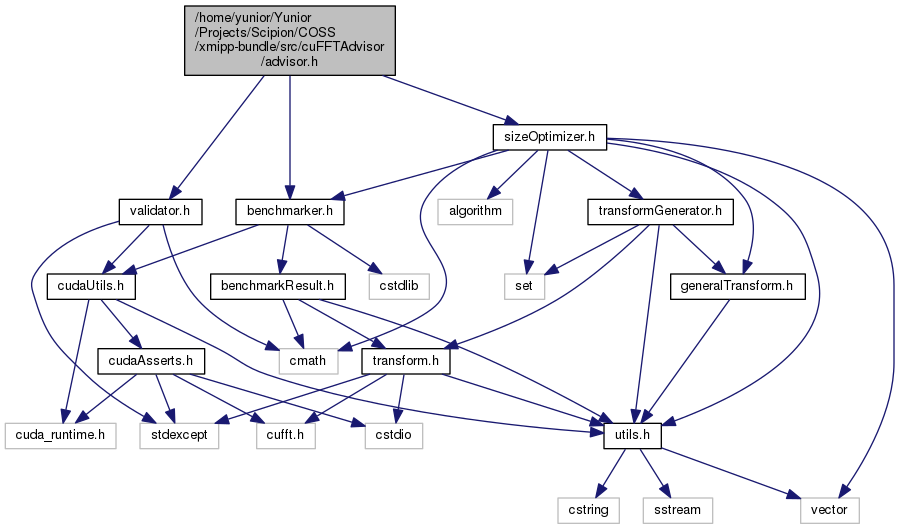 /home/yunior/Yunior
/Projects/Scipion/COSS
/xmipp-bundle/src/cuFFTAdvisor
/advisor.h
sizeOptimizer.h
validator.h
benchmarker.h
algorithm
transformGenerator.h
cudaUtils.h
benchmarkResult.h
cstdlib
set
generalTransform.h
cudaAsserts.h
cmath
transform.h
cuda_runtime.h
stdexcept
cufft.h
cstdio
utils.h
cstring
sstream
vector